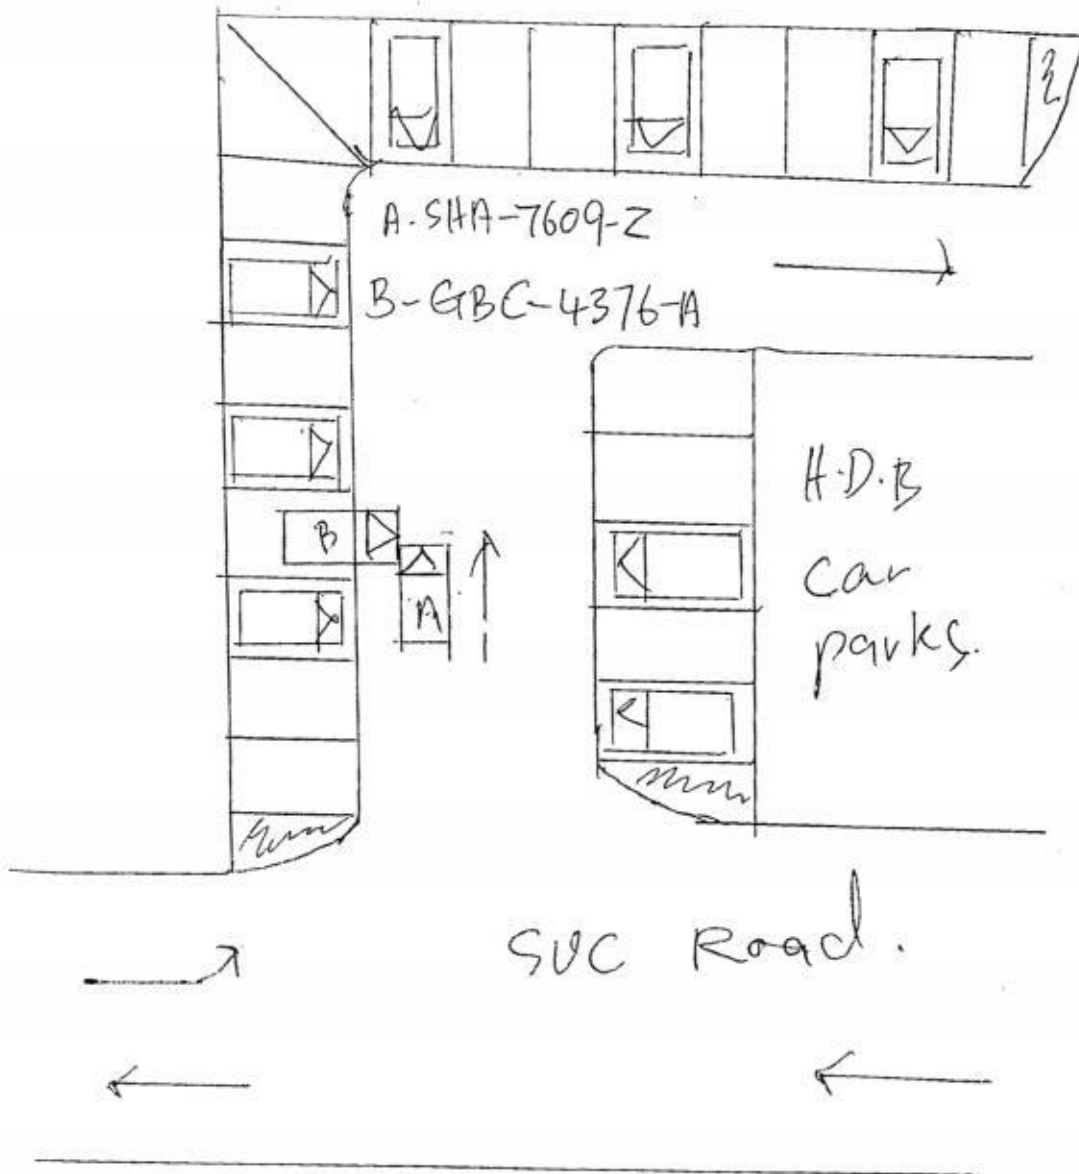 A-SHA-7609-Z
B-GBC-4376-A
H.D.B
car
parks.
B
A
SVC Road.